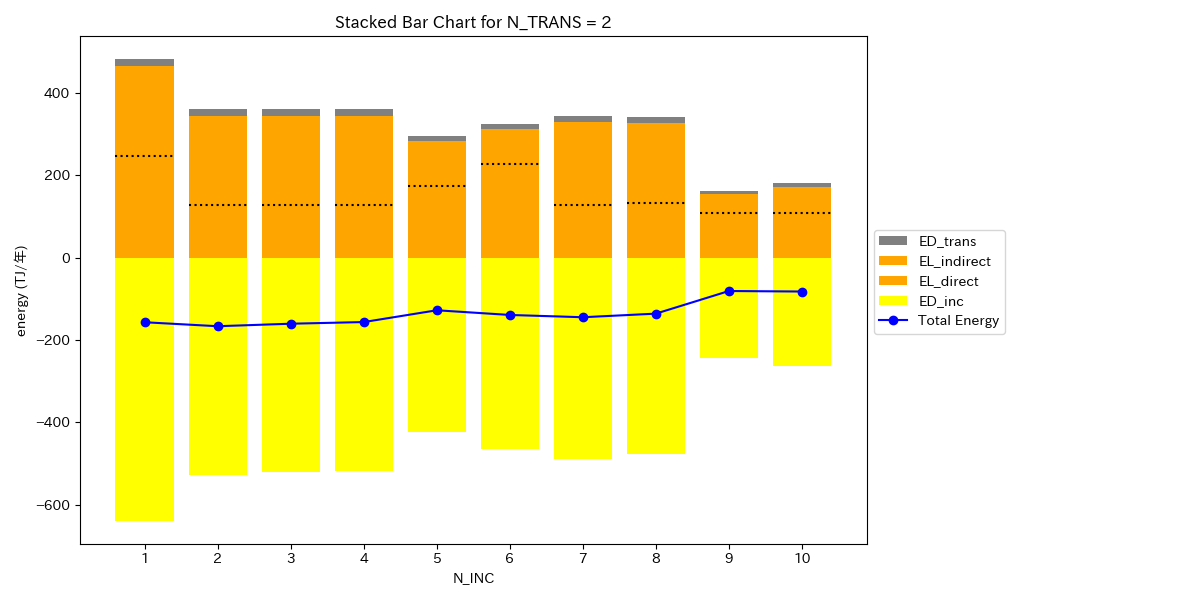 Stacked Bar Chart for N_TRANS = 2
energy (TJ/年)
400
200
0
−200
−400
−600
1 2 3 4 5 6 7 8 9 10
N_INC
ED_trans
EL_indirect
EL_direct
ED_inc
Total Energy